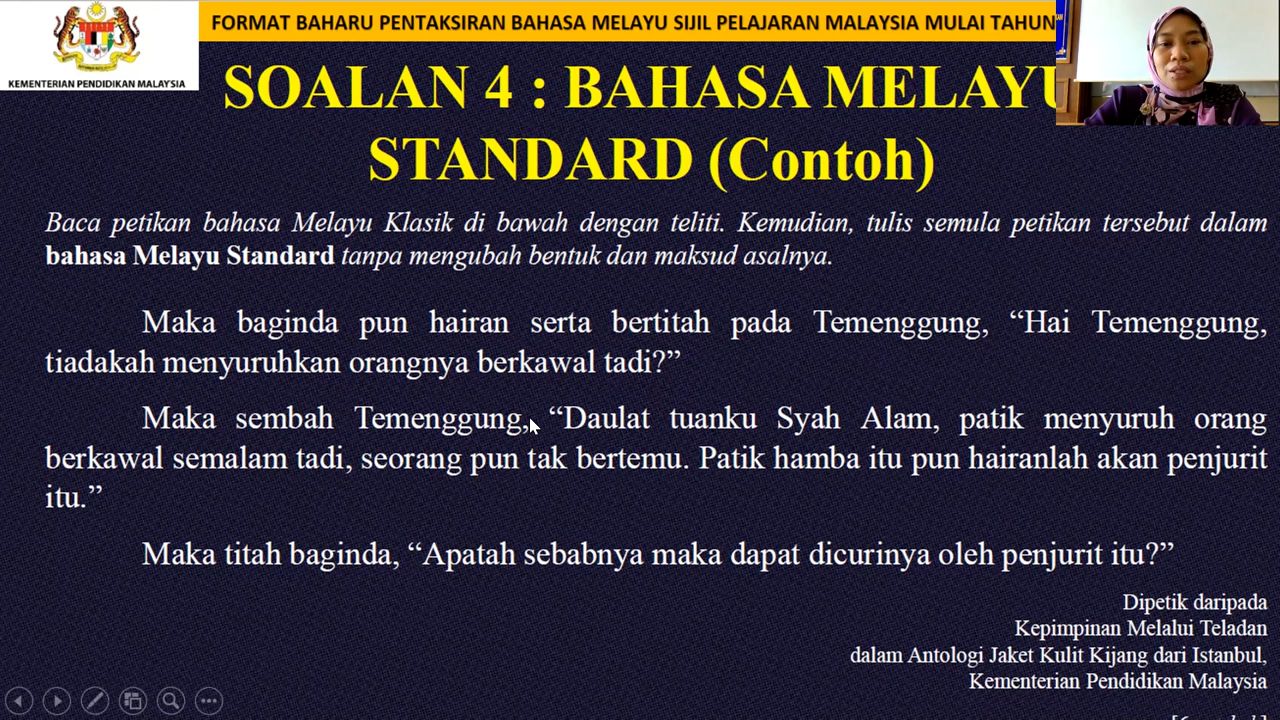 KEMENTERIAN PENDIDIKAN MALAYSIA
FORMAT BAHARU PENTAKSIRAN BAHASA MELAYU SIJIL PELAJARAN MALAYSIA MULAI TAHUN
SOALAN 4 : BAHASA MELAYU
STANDARD (Contoh)
Baca petikan bahasa Melayu Klasik di bawah dengan teliti. Kemudian, tulis semula petikan tersebut dalam
bahasa Melayu Standard tanpa mengubah bentuk dan maksud asalnya.
Maka baginda pun hairan serta bertitah pada Temenggung, “Hai Temenggung,
tiadakah menyuruhkan orangnya berkawal tadi?”
Maka sembah Temenggung, “Daulat tuanku Syah Alam, patik menyuruh orang
berkawal semalam tadi, seorang pun tak bertemu. Patik hamba itu pun hairanlah akan penjurit
itu.”
Maka titah baginda, “Apatah sebabnya maka dapat dicurinya oleh penjurit itu?”
Dipetik daripada
Kepimpinan Melalui Teladan
dalam Antologi Jaket Kulit Kijang dari Istanbul,
Kementerian Pendidikan Malaysia